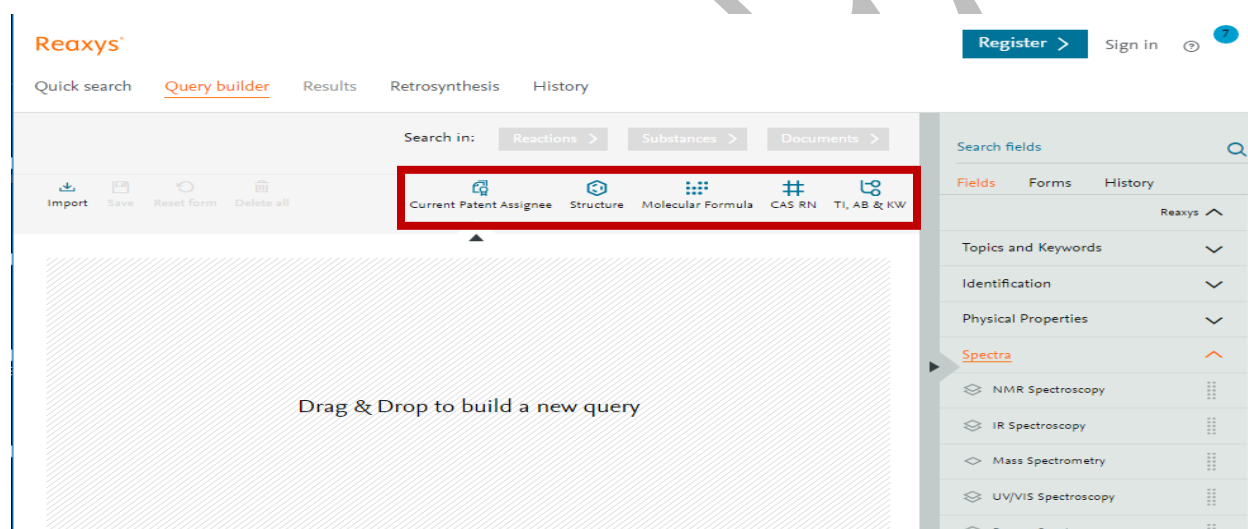 Reaxys
Register > Sign in ? 7
Quick search Query builder Results Retrosynthesis History
Search in: Reactions > Substances > Documents >
Search fields
Import Save Reset form Delete all
Current Patent Assignee Structure Molecular Formula CAS RN TI, AB & KW
Fields Forms History
Reaxys
Topics and Keywords
Identification
Physical Properties
Spectra
NMR Spectroscopy
Drag & Drop to build a new query
IR Spectroscopy
Mass Spectrometry
UV/VIS Spectroscopy